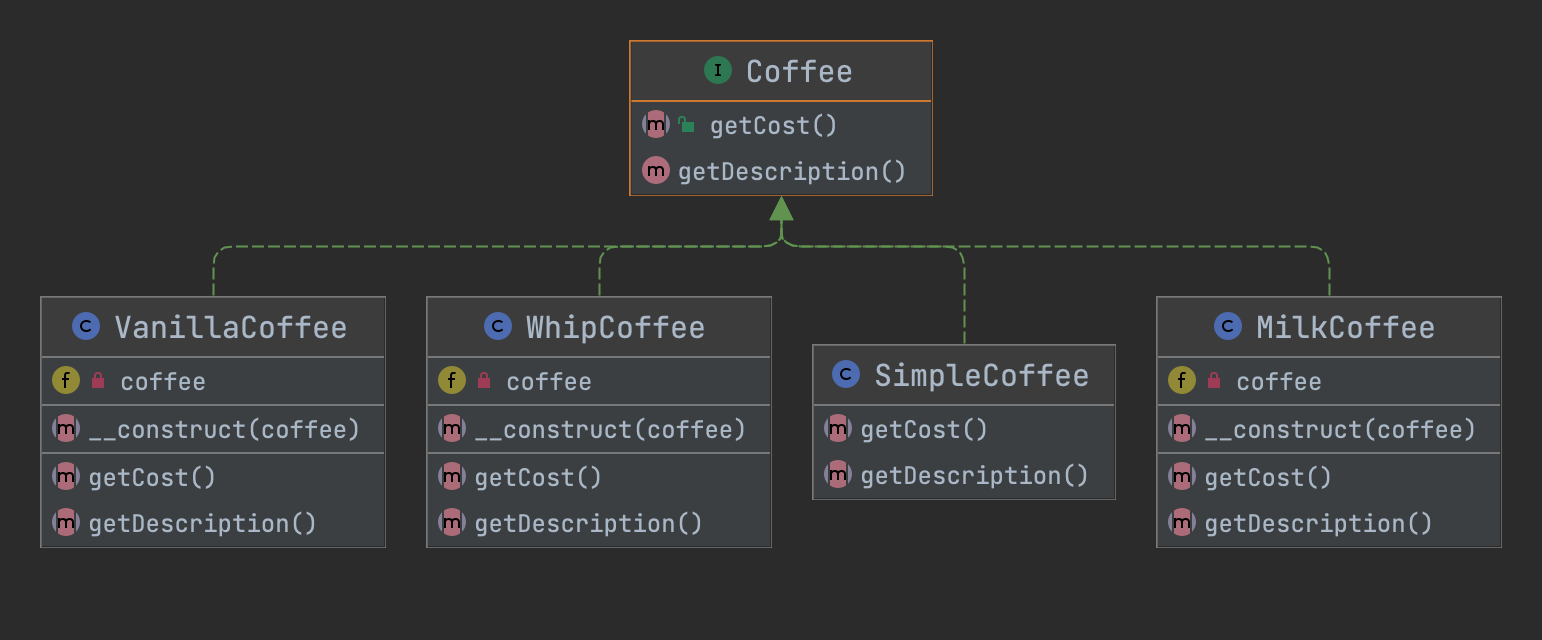 I Coffee
m getCost()
m getDescription()
C VanillaCoffee
f coffee
m __construct(coffee)
m getCost()
m getDescription()
C WhipCoffee
f coffee
m __construct(coffee)
m getCost()
m getDescription()
C SimpleCoffee
m getCost()
m getDescription()
C MilkCoffee
f coffee
m __construct(coffee)
m getCost()
m getDescription()